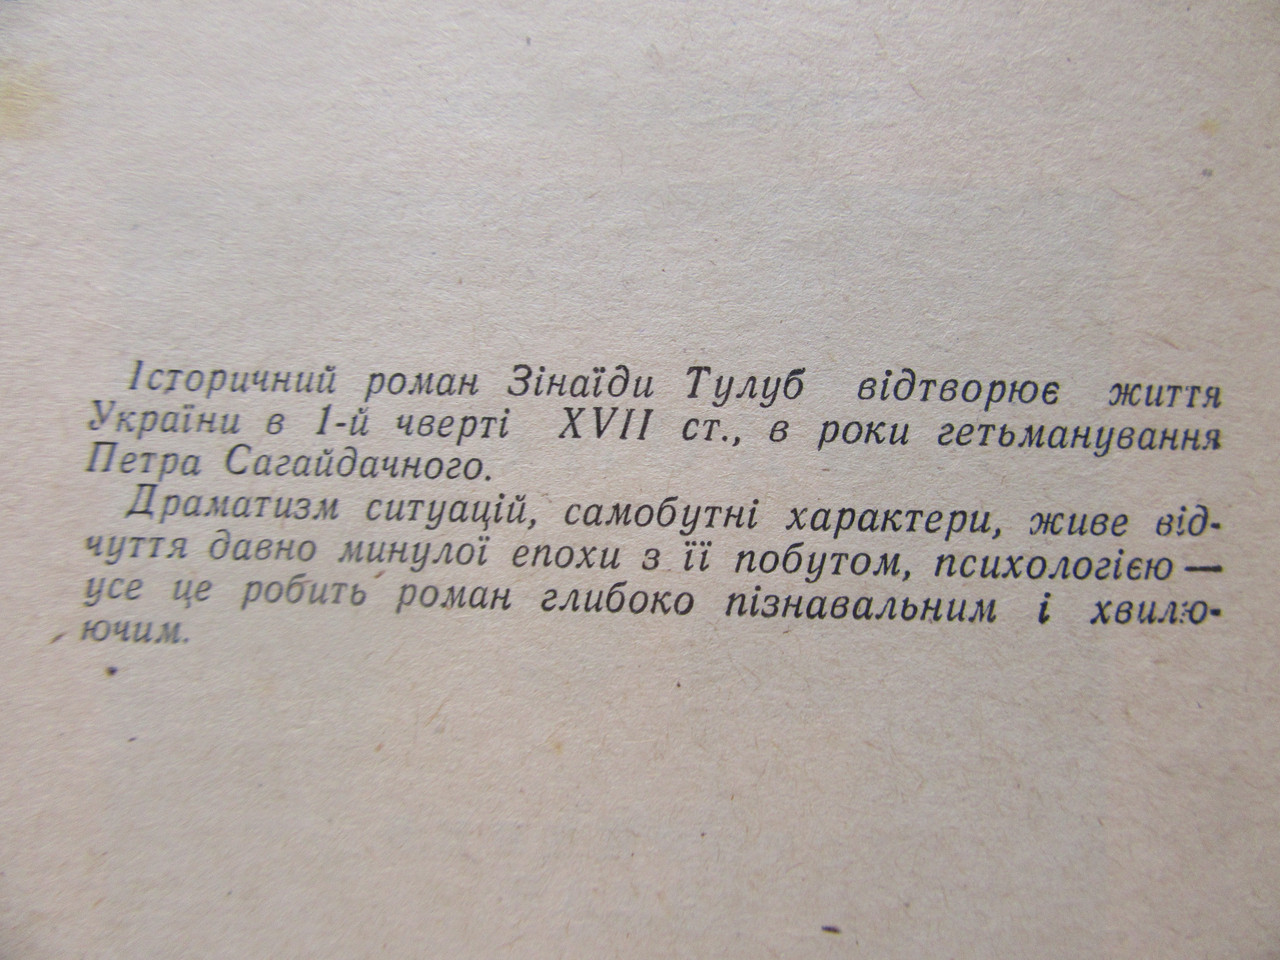 Історичний роман Зінаїди Тулуб відтворює життя
України в 1-й чверті XVII ст., в роки гетьманування
Петра Сагайдачного.
Драматизм ситуацій, самобутні характери, живе від-
чуття давно минулої епохи з її побутом, психологією —
усе це робить роман глибоко пізнавальним і хвилю-
ючим.